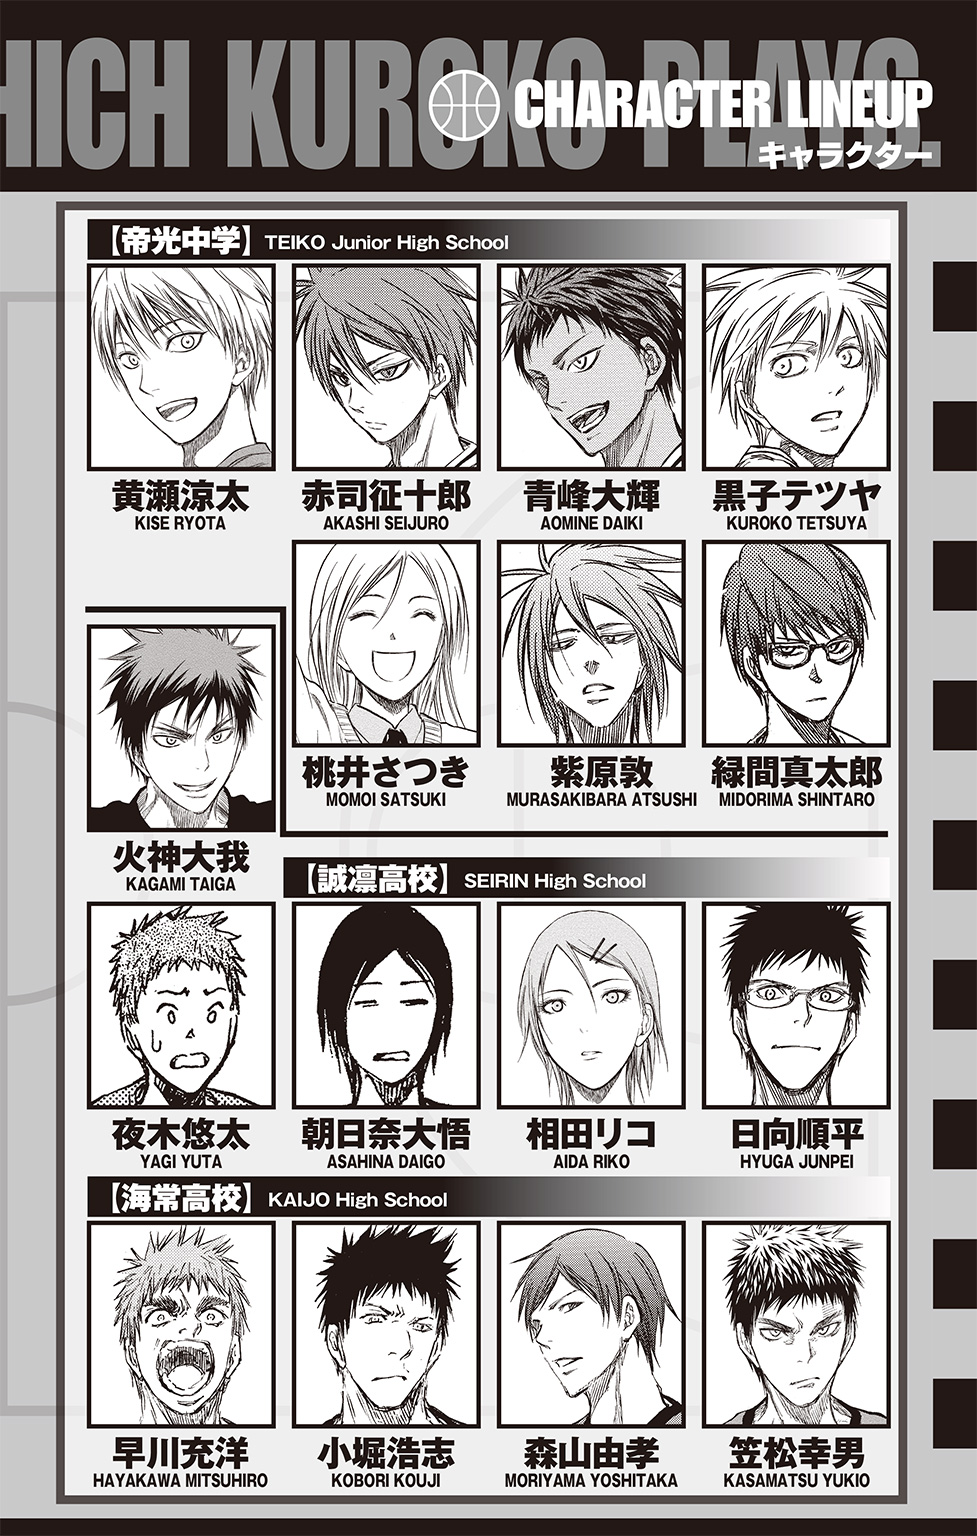 HICH KUROKO PLAYS.
CHARACTER LINEUP
キャラクター
【帝光中学】 TEIKO Junior High School
黄瀬涼太
KISE RYOTA
赤司征十郎
AKASHI SEIJURO
青峰大輝
AOMINE DAIKI
黒子テツヤ
KUROKO TETSUYA
桃井さつき
MOMOI SATSUKI
紫原敦
MURASAKIBARA ATSUSHI
緑間真太郎
MIDORIMA SHINTARO
火神大我
KAGAMI TAIGA
【誠凛高校】 SEIRIN High School
夜木悠太
YAGI YUTA
朝日奈大悟
ASAHINA DAIGO
相田リコ
AIDA RIKO
日向順平
HYUGA JUNPEI
【海常高校】 KAIJO High School
早川充洋
HAYAKAWA MITSUHIRO
小堀浩志
KOBORI KOUJI
森山由孝
MORIYAMA YOSHITAKA
笠松幸男
KASAMATSU YUKIO